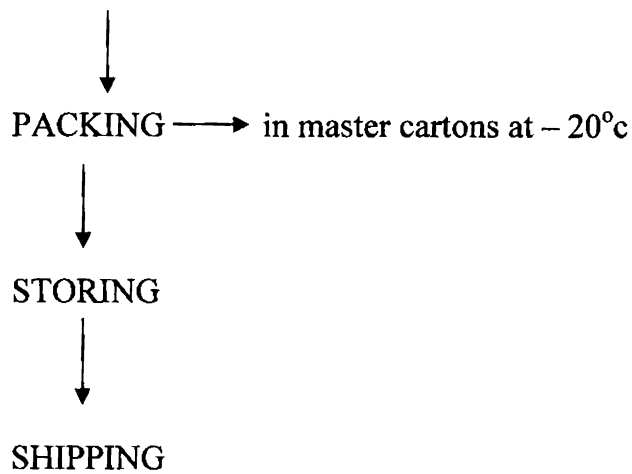 PACKING → in master cartons at – 20°c
STORING
SHIPPING